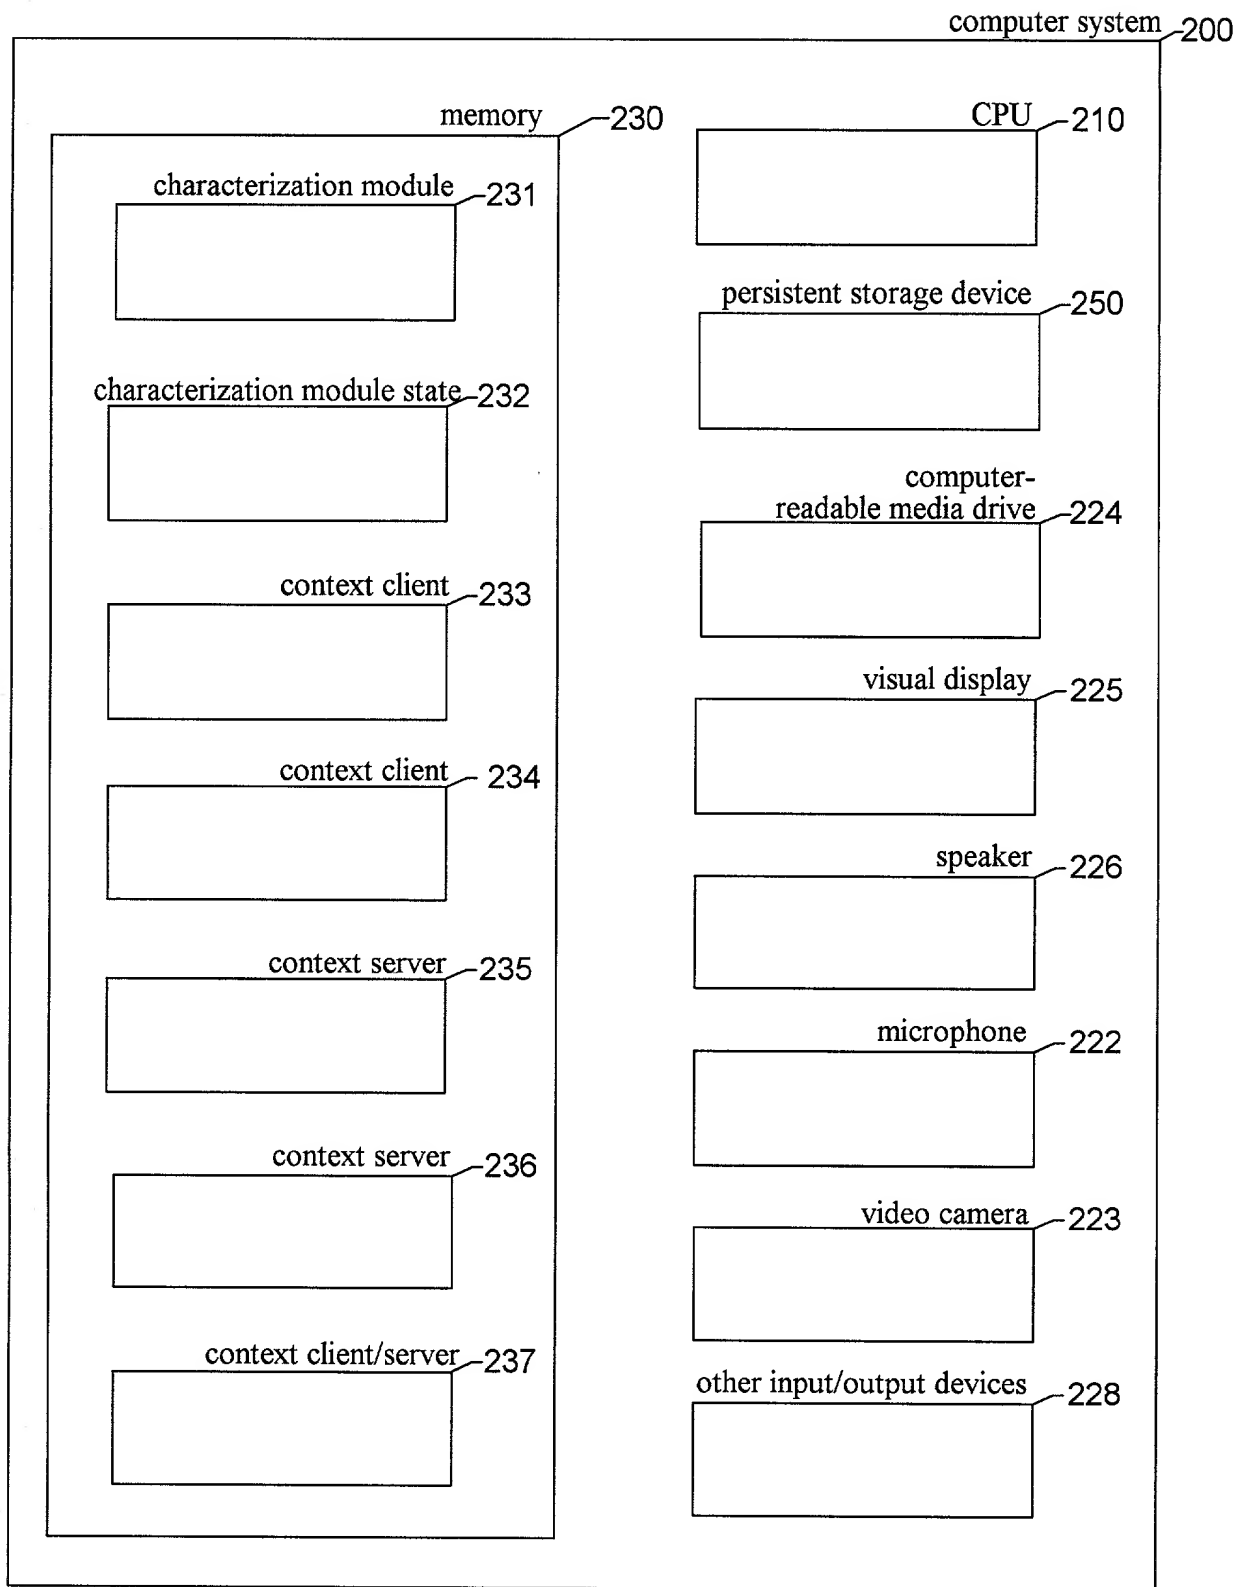 computer system 200
memory 230
characterization module 231
characterization module state 232
context client 233
context client 234
context server 235
context server 236
context client/server 237
CPU 210
persistent storage device 250
computer-
readable media drive 224
visual display 225
speaker 226
microphone 222
video camera 223
other input/output devices 228